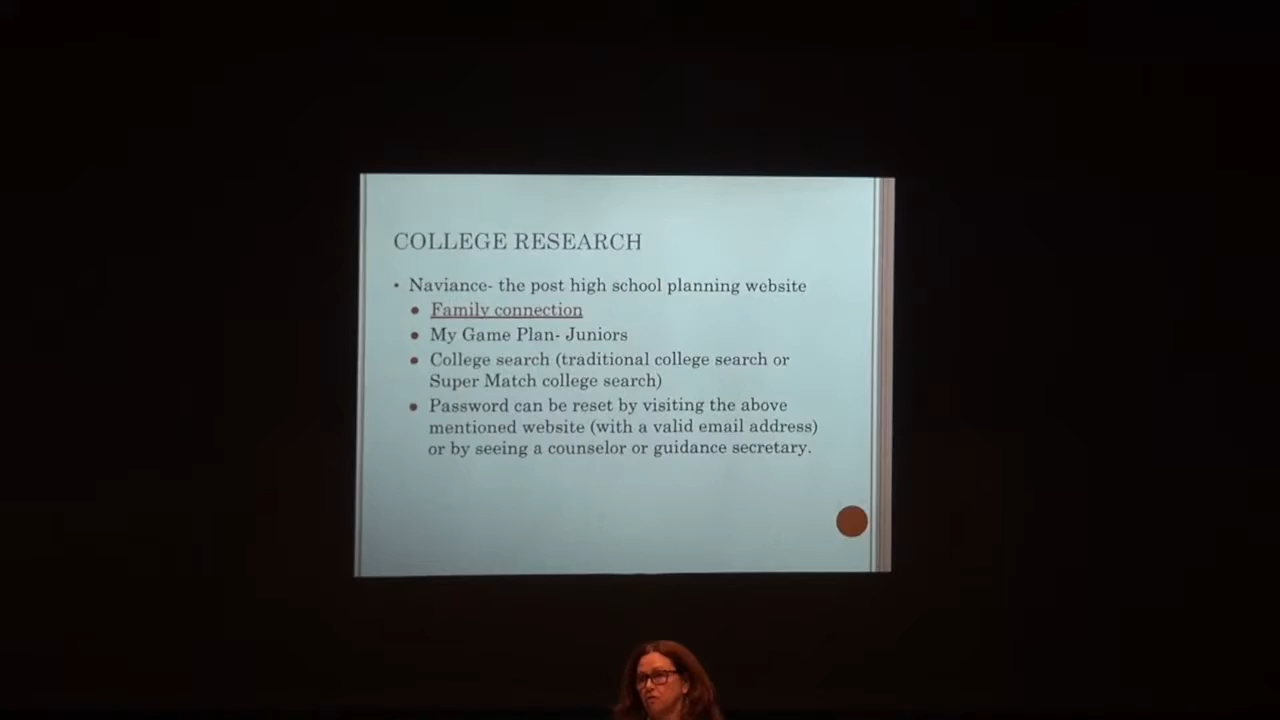 COLLEGE RESEARCH
• Naviance- the post high school planning website
• Family connection
• My Game Plan- Juniors
• College search (traditional college search or
Super Match college search)
• Password can be reset by visiting the above
mentioned website (with a valid email address)
or by seeing a counselor or guidance secretary.